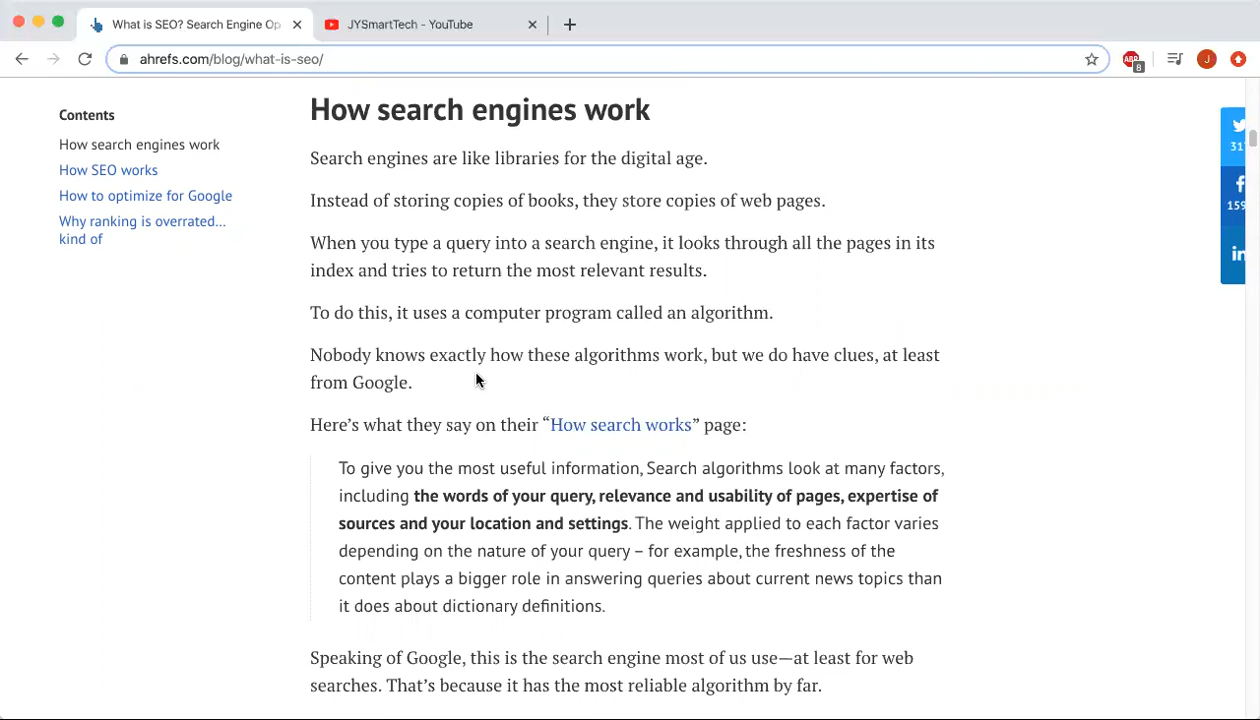 What is SEO? Search Engine Op
JYSmartTech - YouTube
ahrefs.com/blog/what-is-seo/
ABP
8
J
Contents
How search engines work
How SEO works
How to optimize for Google
Why ranking is overrated…
kind of
How search engines work
Search engines are like libraries for the digital age.
Instead of storing copies of books, they store copies of web pages.
When you type a query into a search engine, it looks through all the pages in its
index and tries to return the most relevant results.
To do this, it uses a computer program called an algorithm.
Nobody knows exactly how these algorithms work, but we do have clues, at least
from Google.
Here’s what they say on their “How search works” page:
To give you the most useful information, Search algorithms look at many factors,
including the words of your query, relevance and usability of pages, expertise of
sources and your location and settings. The weight applied to each factor varies
depending on the nature of your query – for example, the freshness of the
content plays a bigger role in answering queries about current news topics than
it does about dictionary definitions.
Speaking of Google, this is the search engine most of us use—at least for web
searches. That’s because it has the most reliable algorithm by far.
159
in